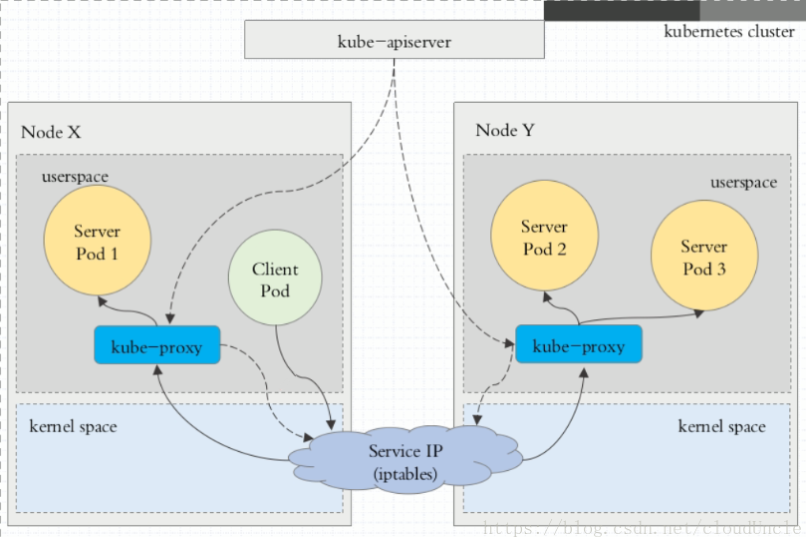 kubernetes cluster
kube-apiserver
Node X
userspace
Server
Pod 1
Client
Pod
kube-proxy
kernel space
Node Y
userspace
Server
Pod 2
Server
Pod 3
kube-proxy
kernel space
Service IP
(iptables)
https://blog.csdn.net/cloudUncle